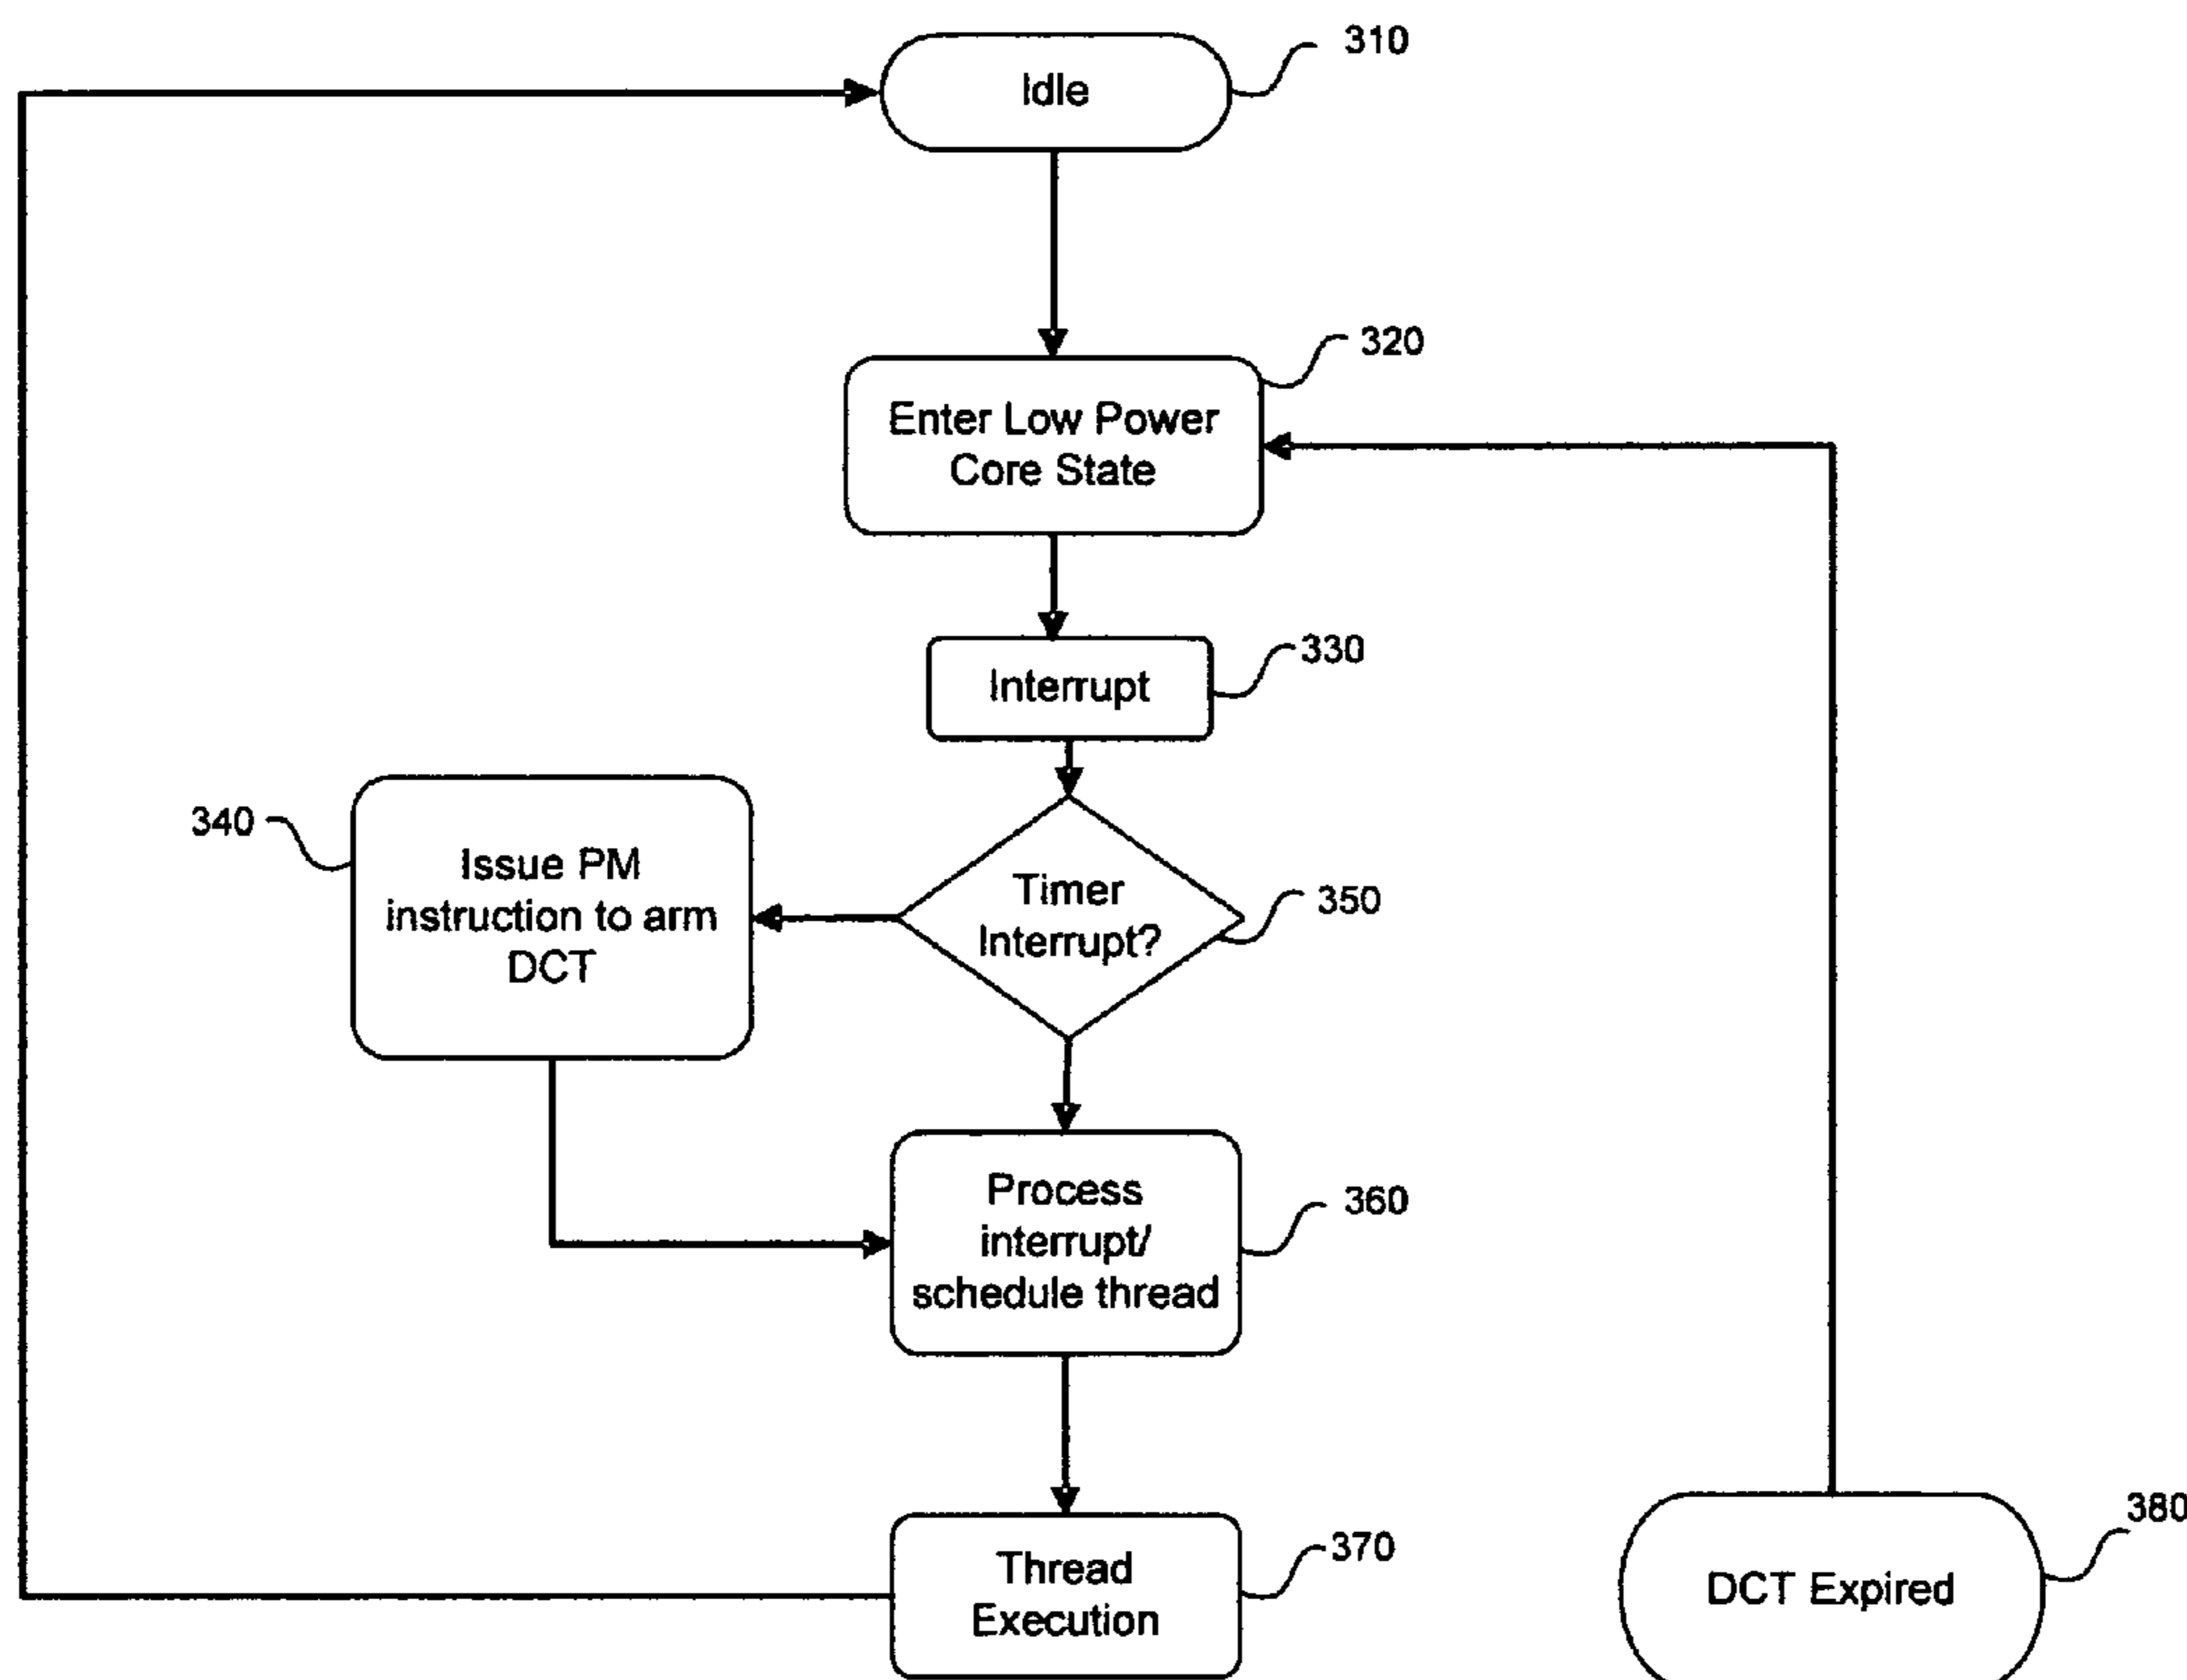 Idle
310
Enter Low Power
Core State
320
Interrupt
330
340
Issue PM
instruction to arm
DCT
Timer
Interrupt?
350
Process
interrupt/
schedule thread
360
Thread
Execution
370
DCT Expired
380